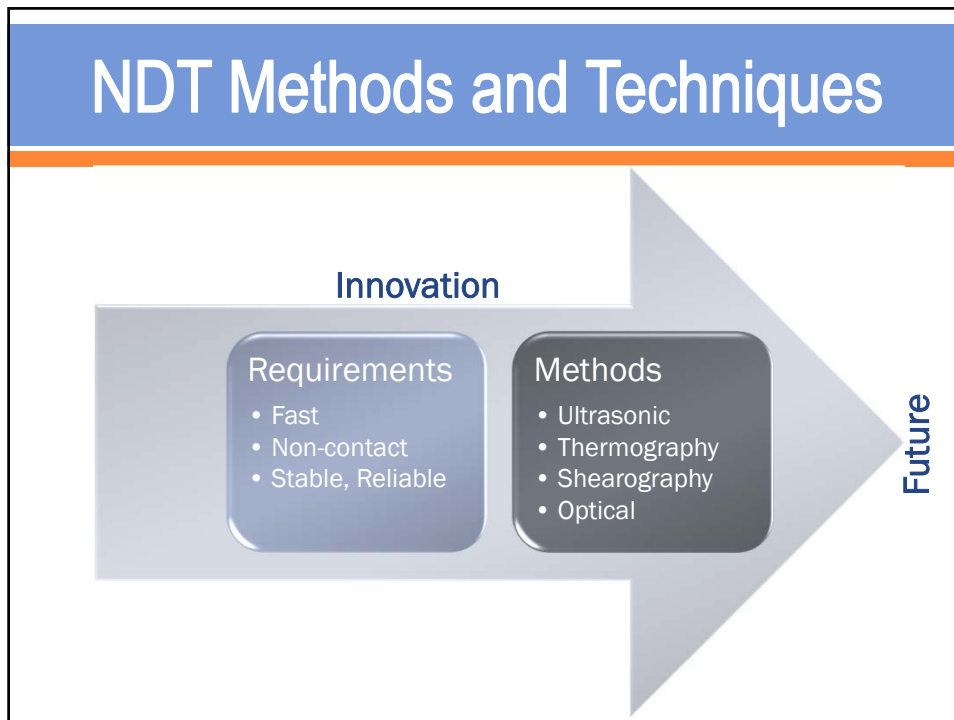 NDT Methods and Techniques
Innovation
Requirements
• Fast
• Non-contact
• Stable, Reliable
Methods
• Ultrasonic
• Thermography
• Shearography
• Optical
Future